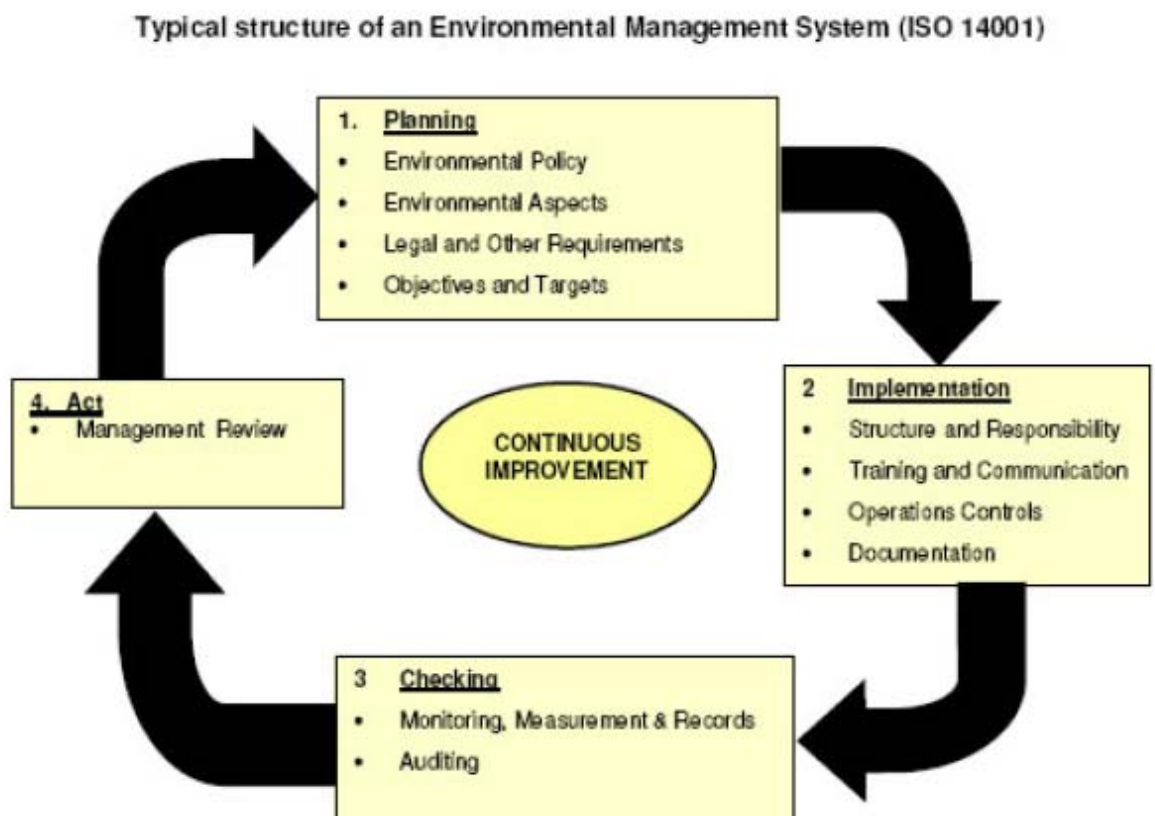 Typical structure of an Environmental Management System (ISO 14001)
1. Planning
• Environmental Policy
• Environmental Aspects
• Legal and Other Requirements
• Objectives and Targets
2 Implementation
• Structure and Responsibility
• Training and Communication
• Operations Controls
• Documentation
3 Checking
• Monitoring, Measurement & Records
• Auditing
4. Act
• Management Review
CONTINUOUS
IMPROVEMENT